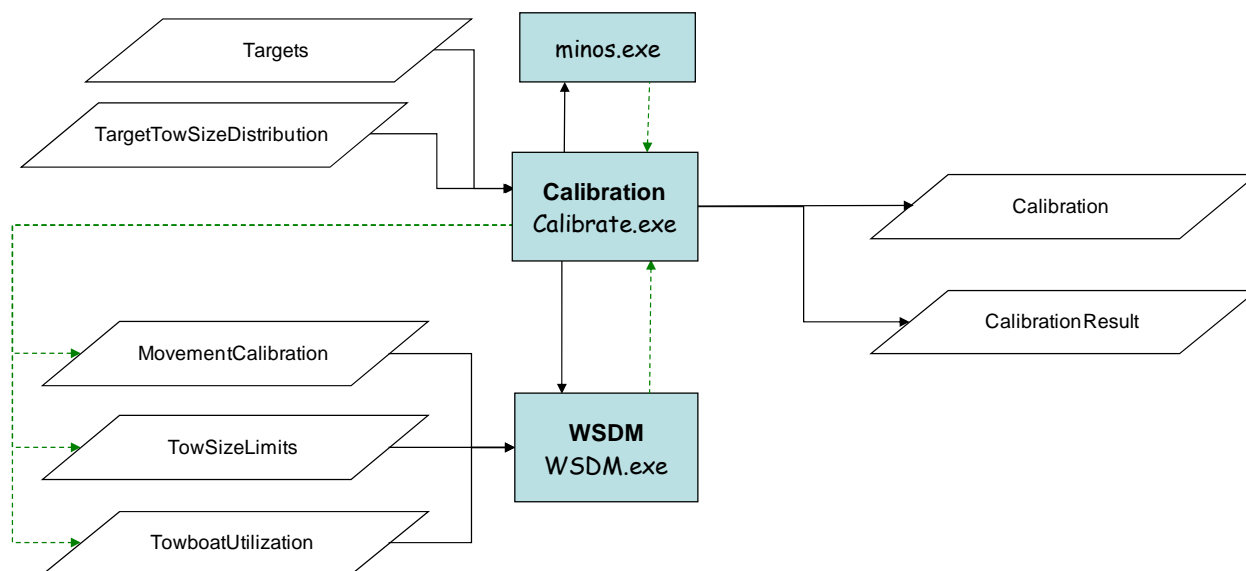 Targets
minos.exe
TargetTowSizeDistribution
Calibration
Calibrate.exe
Calibration
CalibrationResult
MovementCalibration
TowSizeLimits
WSDM
WSDM.exe
TowboatUtilization